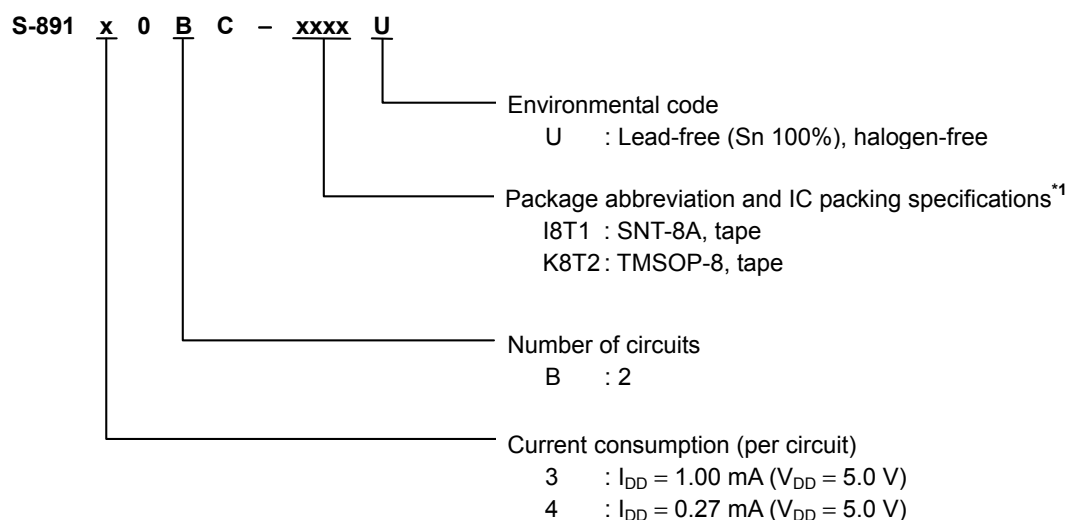 S-891 x 0 B C – xxxx U
Environmental code
U : Lead-free (Sn 100%), halogen-free
Package abbreviation and IC packing specifications*1
I8T1 : SNT-8A, tape
K8T2 : TMSOP-8, tape
Number of circuits
B : 2
Current consumption (per circuit)
3 : IDD = 1.00 mA (VDD = 5.0 V)
4 : IDD = 0.27 mA (VDD = 5.0 V)